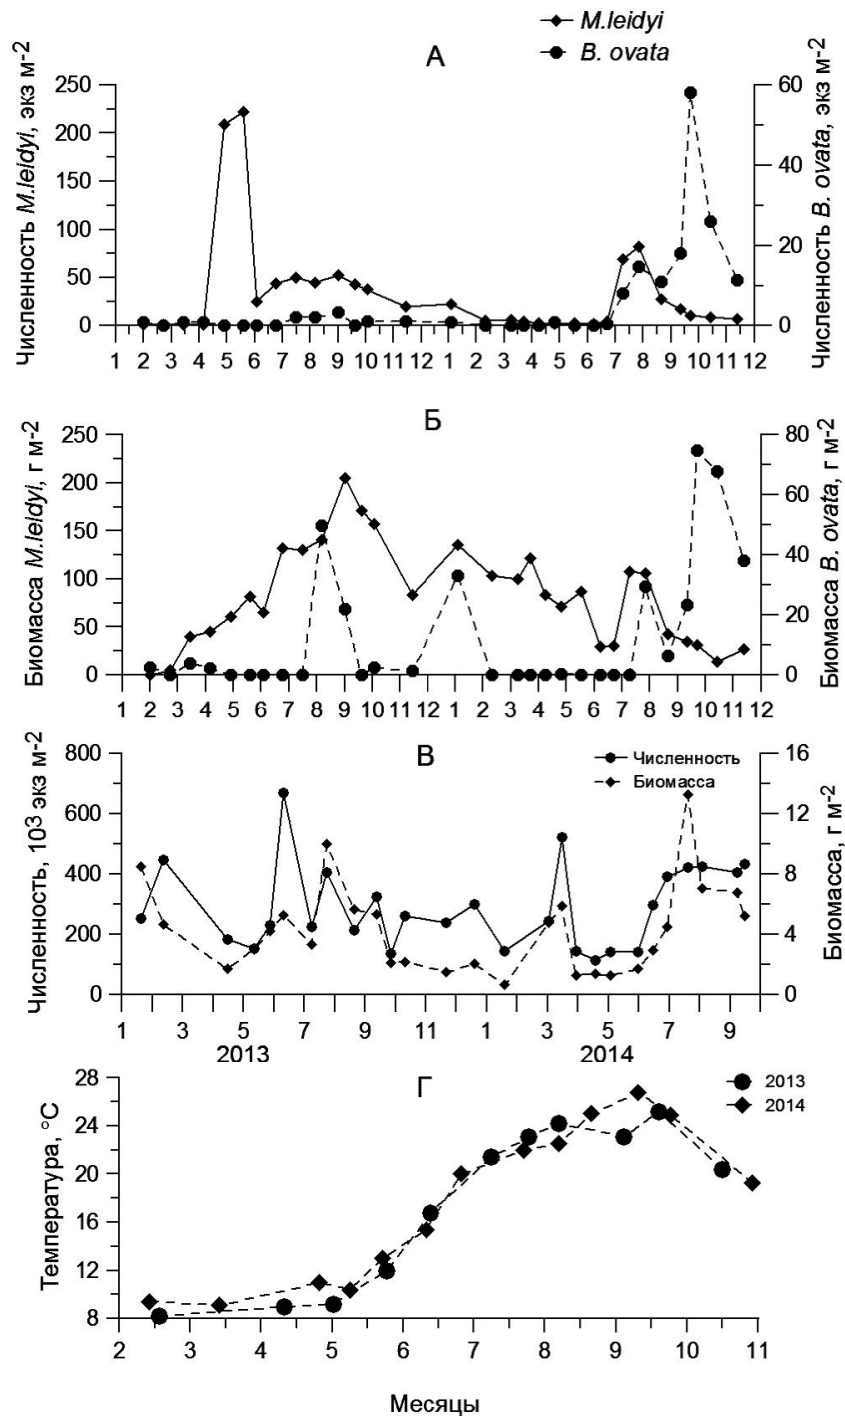 M.leidyi
B. ovata
А
Численность M.leidyi, экз м-2
Численность B. ovata, экз м-2
250
200
150
100
50
0
60
40
20
0
1 2 3 4 5 6 7 8 9 10 11 12 1 2 3 4 5 6 7 8 9 10 11 12
Б
Биомасса M.leidyi, г м-2
Биомасса B. ovata, г м-2
250
200
150
100
50
0
80
60
40
20
0
1 2 3 4 5 6 7 8 9 10 11 12 1 2 3 4 5 6 7 8 9 10 11 12
В
Численность
Биомасса
Численность, 10³ экз м-2
Биомасса, г м-2
800
600
400
200
0
16
12
8
4
0
1 3 5 7 9 11 1 3 5 7 9
2013 2014
Г
2013
2014
Температура, °С
28
24
20
16
12
8
2 3 4 5 6 7 8 9 10 11
Месяцы